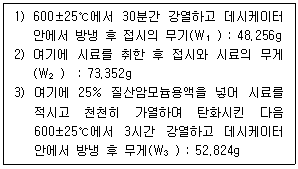 1) 600±25℃에서 30분간 강열하고 데시케이터
안에서 방냉 후 접시의 무기(W₁) : 48,256g
2) 여기에 시료를 취한 후 접시와 시료의 무게
(W₂) : 73,352g
3) 여기에 25% 질산암모늄용액을 넣어 시료를
적시고 천천히 가열하며 탄화시킨 다음
600±25℃에서 3시간 강열하고 데시케이터
안에서 방냉 후 무게(W₃) : 52,824g